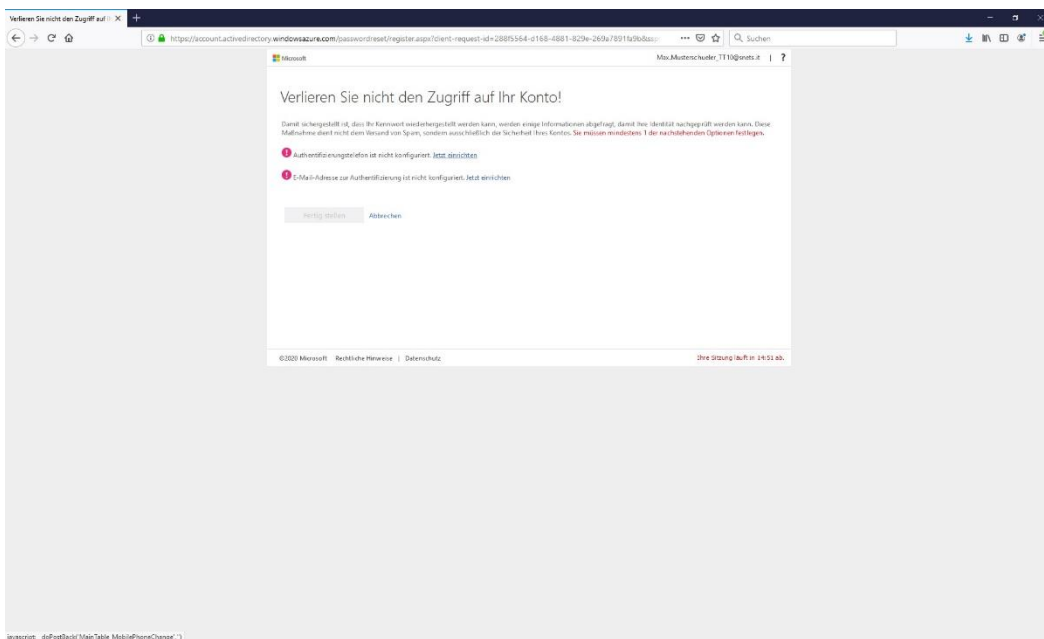 Verlieren Sie nicht den Zugriff auf I
https://account.activedirectory.windowsazure.com/passwordreset/register.aspx?client-request-id=288f5564-d168-4881-829e-269a7891fa9b&
Suchen
Microsoft
Max.Musterschueler_TT10@snets.it | ?
Verlieren Sie nicht den Zugriff auf Ihr Konto!
Damit sichergestellt ist, dass Ihr Kennwort wiederhergestellt werden kann, werden einige Informationen abgefragt, damit Ihre Identität nachgeprüft werden kann. Diese
Maßnahme dient nicht dem Versand von Spam, sondern ausschließlich der Sicherheit Ihres Kontos. Sie müssen mindestens 1 der nachstehenden Optionen festlegen.
Authentifizierungstelefon ist nicht konfiguriert. Jetzt einrichten
E-Mail-Adresse zur Authentifizierung ist nicht konfiguriert. Jetzt einrichten
Fertig stellen Abbrechen
©2020 Microsoft Rechtliche Hinweise | Datenschutz
Ihre Sitzung läuft in 14:51 ab.
javascript:__doPostBack('MainTable_MobilePhoneChange','')